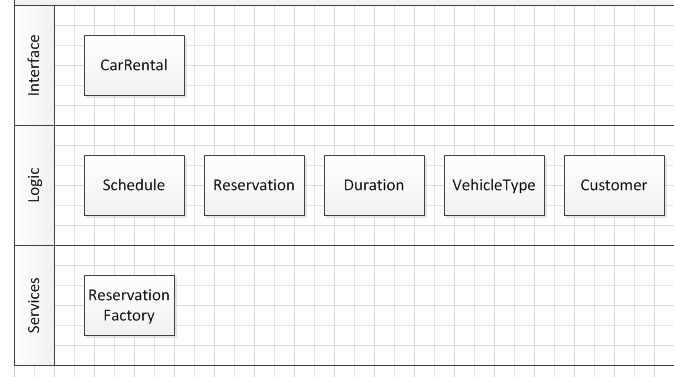 Interface
CarRental
Logic
Schedule
Reservation
Duration
VehicleType
Customer
Services
Reservation
Factory